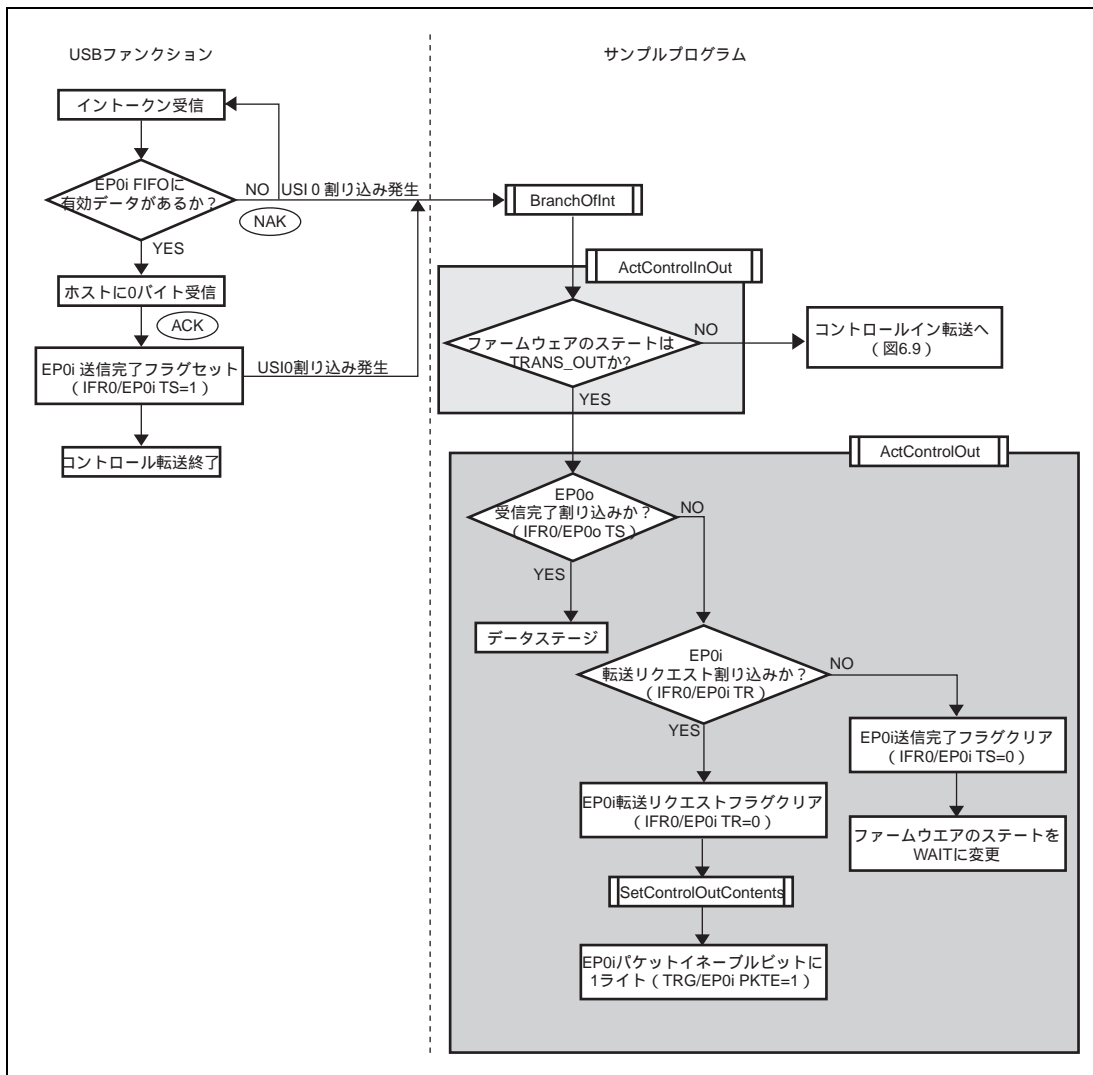 USBファンクション
サンプルプログラム
イントークン受信
EP0i FIFOに
有効データがあるか？
NO
USI 0 割り込み発生
NAK
YES
ホストに0バイト受信
ACK
EP0i 送信完了フラグセット
（IFR0/EP0i TS=1）
USI0割り込み発生
コントロール転送終了
BranchOfInt
ActControlInOut
ファームウェアのステートは
TRANS_OUTか?
NO
コントロールイン転送へ
（図6.9）
YES
ActControlOut
EP0o
受信完了割り込みか？
（IFR0/EP0o TS）
NO
YES
データステージ
EP0i
転送リクエスト割り込みか？
（IFR0/EP0i TR）
NO
YES
EP0i送信完了フラグクリア
（IFR0/EP0i TS=0）
EP0i転送リクエストフラグクリア
（IFR0/EP0i TR=0）
ファームウエアのステートを
WAITに変更
SetControlOutContents
EP0iパケットイネーブルビットに
1ライト（TRG/EP0i PKTE=1）